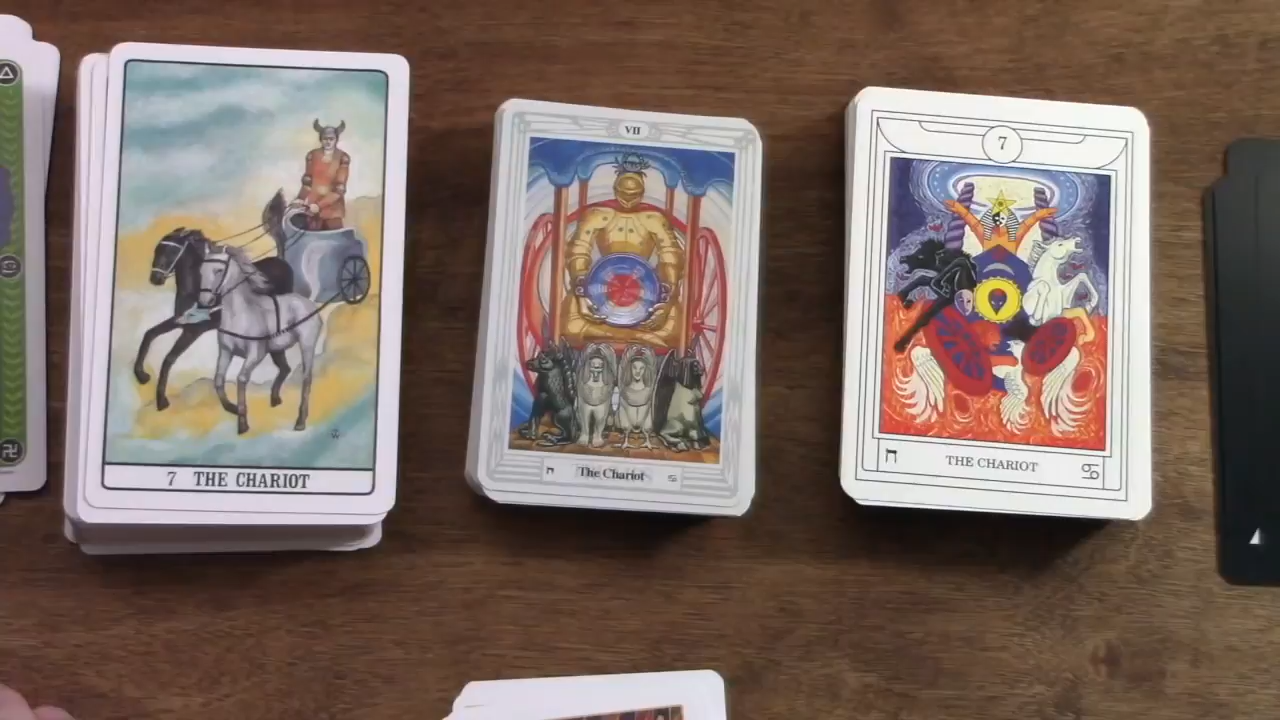 7 THE CHARIOT
VII
ח
The Chariot
♋
7
ח
THE CHARIOT
♋